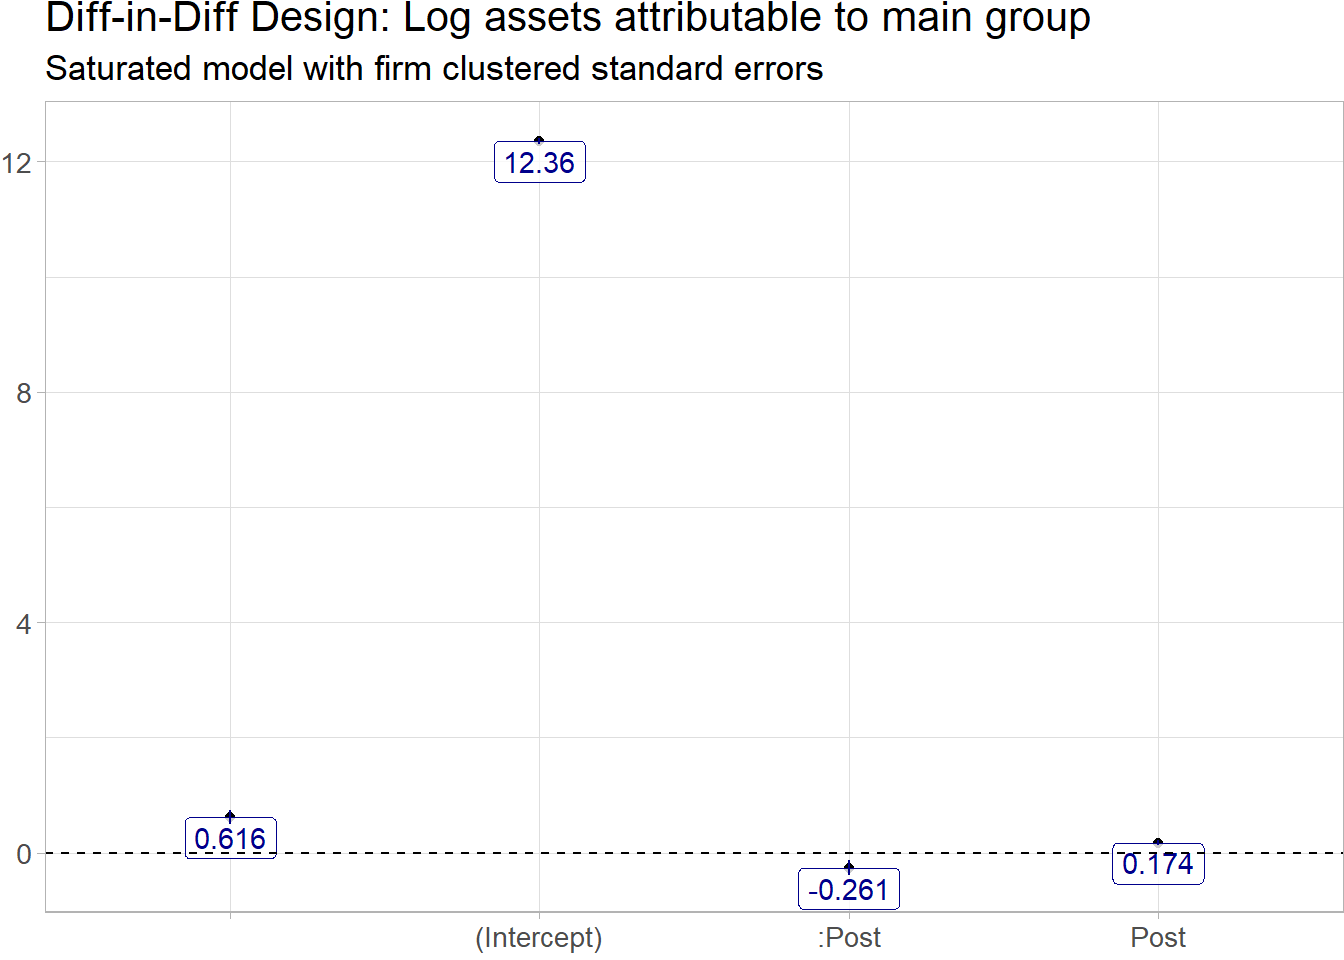 Diff-in-Diff Design: Log assets attributable to main group
Saturated model with firm clustered standard errors
12
8
4
0
12.36
0.616
-0.261
0.174
(Intercept)
:Post
Post